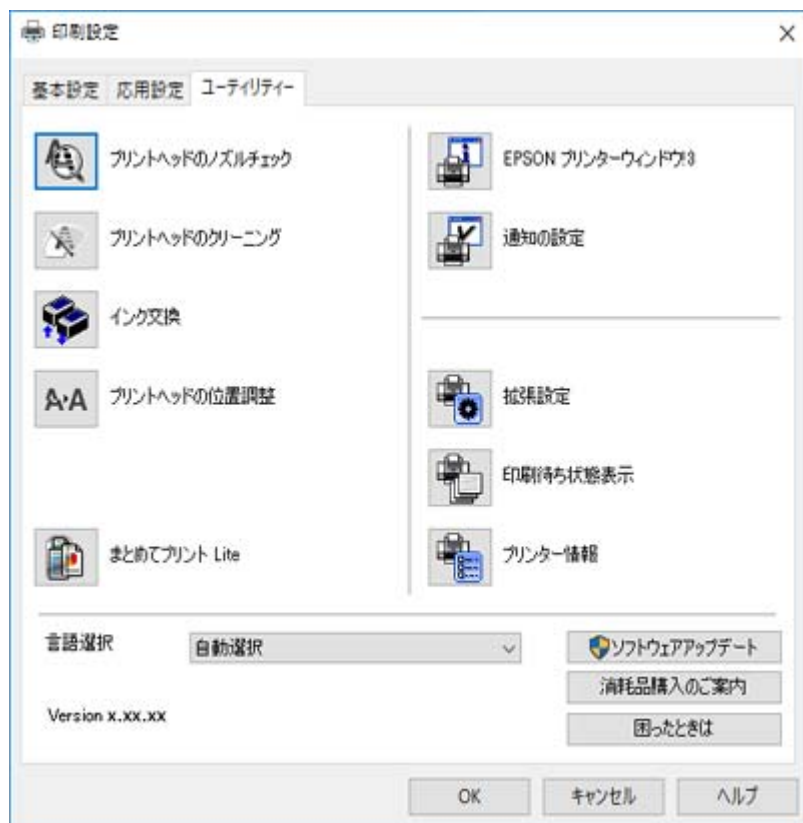 印刷設定
基本設定 応用設定 ユーティリティー
プリントヘッドのノズルチェック
プリントヘッドのクリーニング
インク交換
A・A プリントヘッドの位置調整
まとめてプリント Lite
EPSON プリンターウィンドウ!3
通知の設定
拡張設定
印刷待ち状態表示
プリンター情報
言語選択 自動選択
Version x.xx.xx
ソフトウェアアップデート
消耗品購入のご案内
困ったときは
OK キャンセル ヘルプ